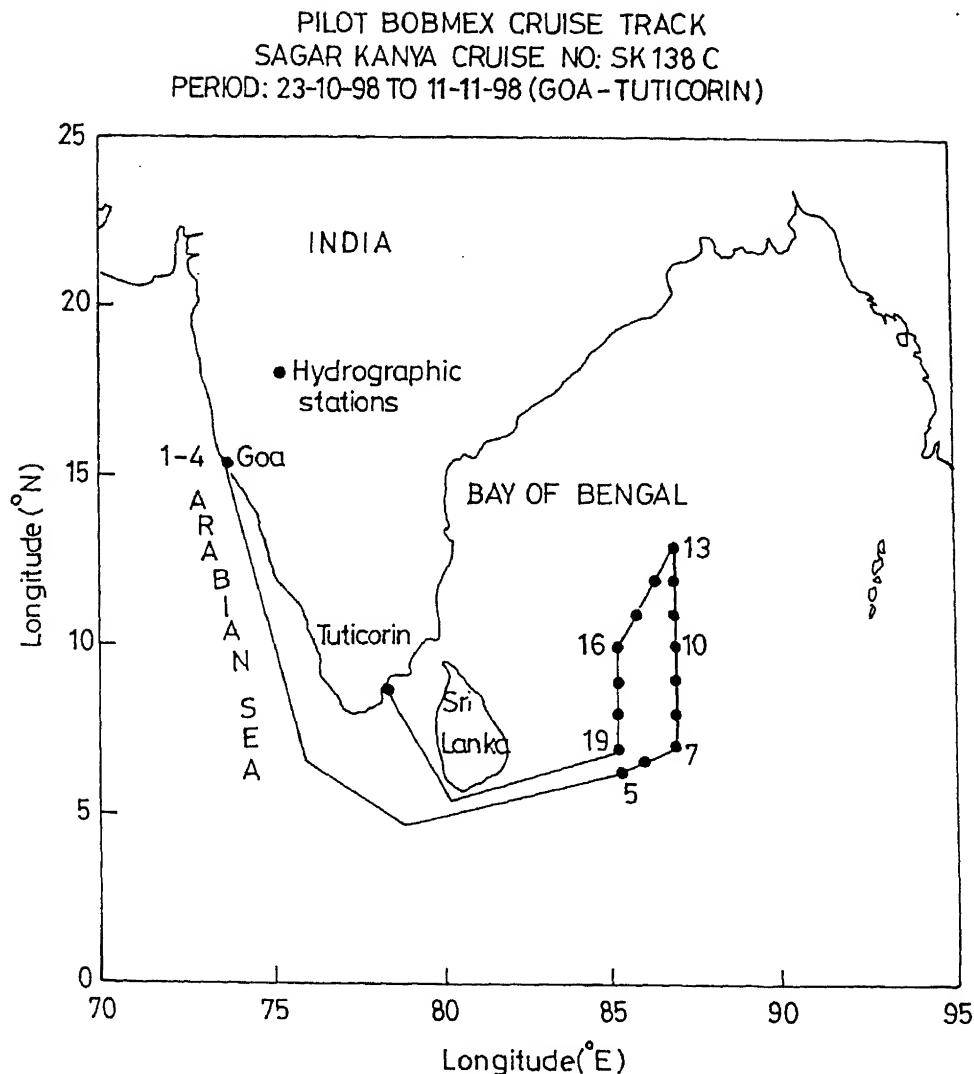 PILOT BOBMEX CRUISE TRACK
SAGAR KANYA CRUISE NO: SK 138 C
PERIOD: 23-10-98 TO 11-11-98 (GOA-TUTICORIN)
25
20
15
10
5
0
Longitude (°N)
INDIA
Hydrographic
stations
1-4
Goa
ARABIAN SEA
BAY OF BENGAL
Tuticorin
Sri
Lanka
13
16
10
19
7
5
70
75
80
85
90
95
Longitude (°E)